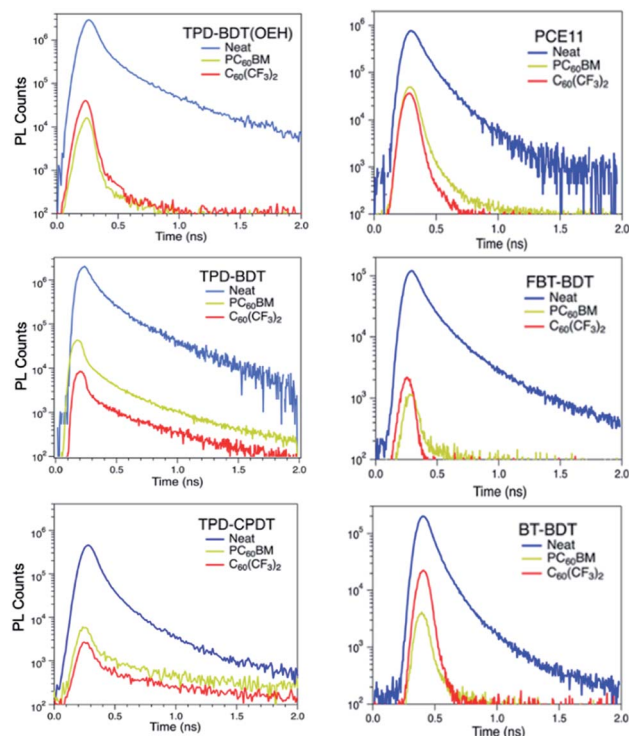 TPD-BDT(OEH)
Neat
PC60BM
C60(CF3)2
PL Counts
10^6
10^5
10^4
10^3
10^2
0.0 0.5 1.0 1.5 2.0
Time (ns)
PCE11
Neat
PC60BM
C60(CF3)2
10^6
10^5
10^4
10^3
10^2
0.0 0.5 1.0 1.5 2.0
Time (ns)
TPD-BDT
Neat
PC60BM
C60(CF3)2
PL Counts
10^6
10^5
10^4
10^3
10^2
0.0 0.5 1.0 1.5 2.0
Time (ns)
FBT-BDT
Neat
PC60BM
C60(CF3)2
10^5
10^4
10^3
10^2
0.0 0.5 1.0 1.5 2.0
Time (ns)
TPD-CPDT
Neat
PC60BM
C60(CF3)2
PL Counts
10^6
10^5
10^4
10^3
10^2
0.0 0.5 1.0 1.5 2.0
Time (ns)
BT-BDT
Neat
PC60BM
C60(CF3)2
10^5
10^4
10^3
10^2
0.0 0.5 1.0 1.5 2.0
Time (ns)